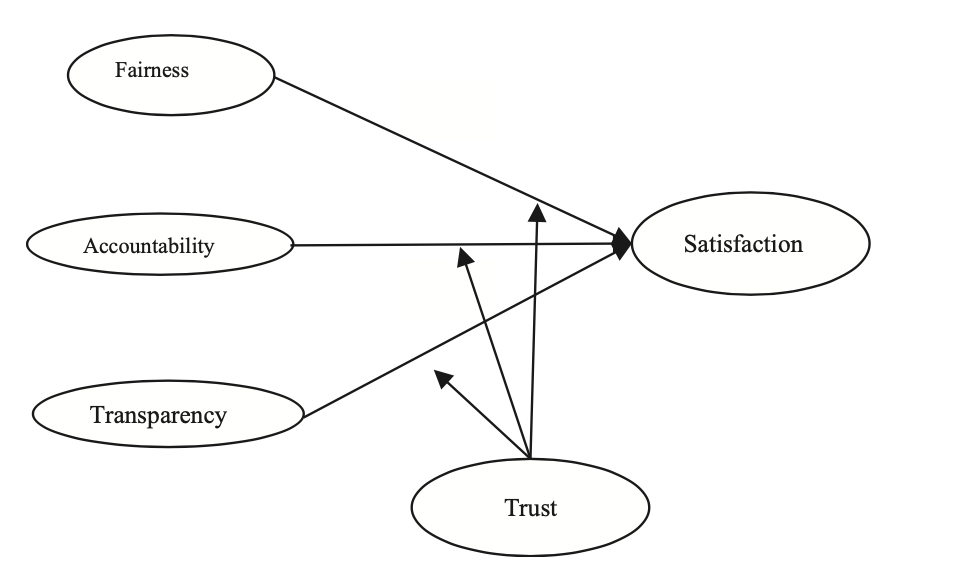 Fairness
Accountability
Satisfaction
Transparency
Trust